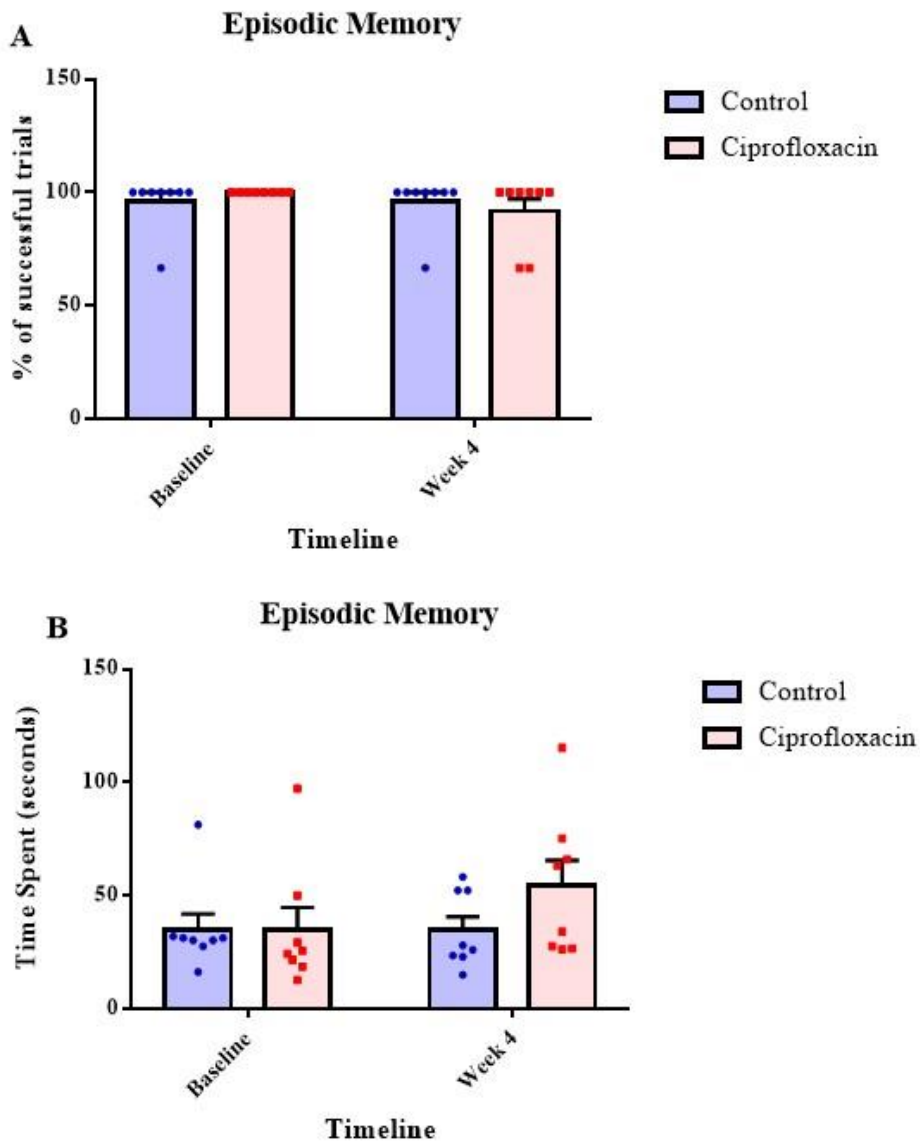 A
Episodic Memory
150
100
50
0
% of successful trials
Baseline
Week 4
Timeline
Control
Ciprofloxacin
B
Episodic Memory
150
100
50
0
Time Spent (seconds)
Baseline
Week 4
Timeline
Control
Ciprofloxacin